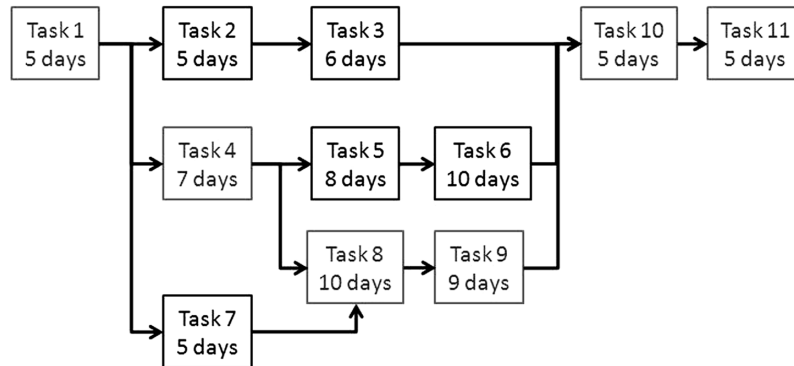 Task 1
5 days
Task 2
5 days
Task 3
6 days
Task 10
5 days
Task 11
5 days
Task 4
7 days
Task 5
8 days
Task 6
10 days
Task 8
10 days
Task 9
9 days
Task 7
5 days